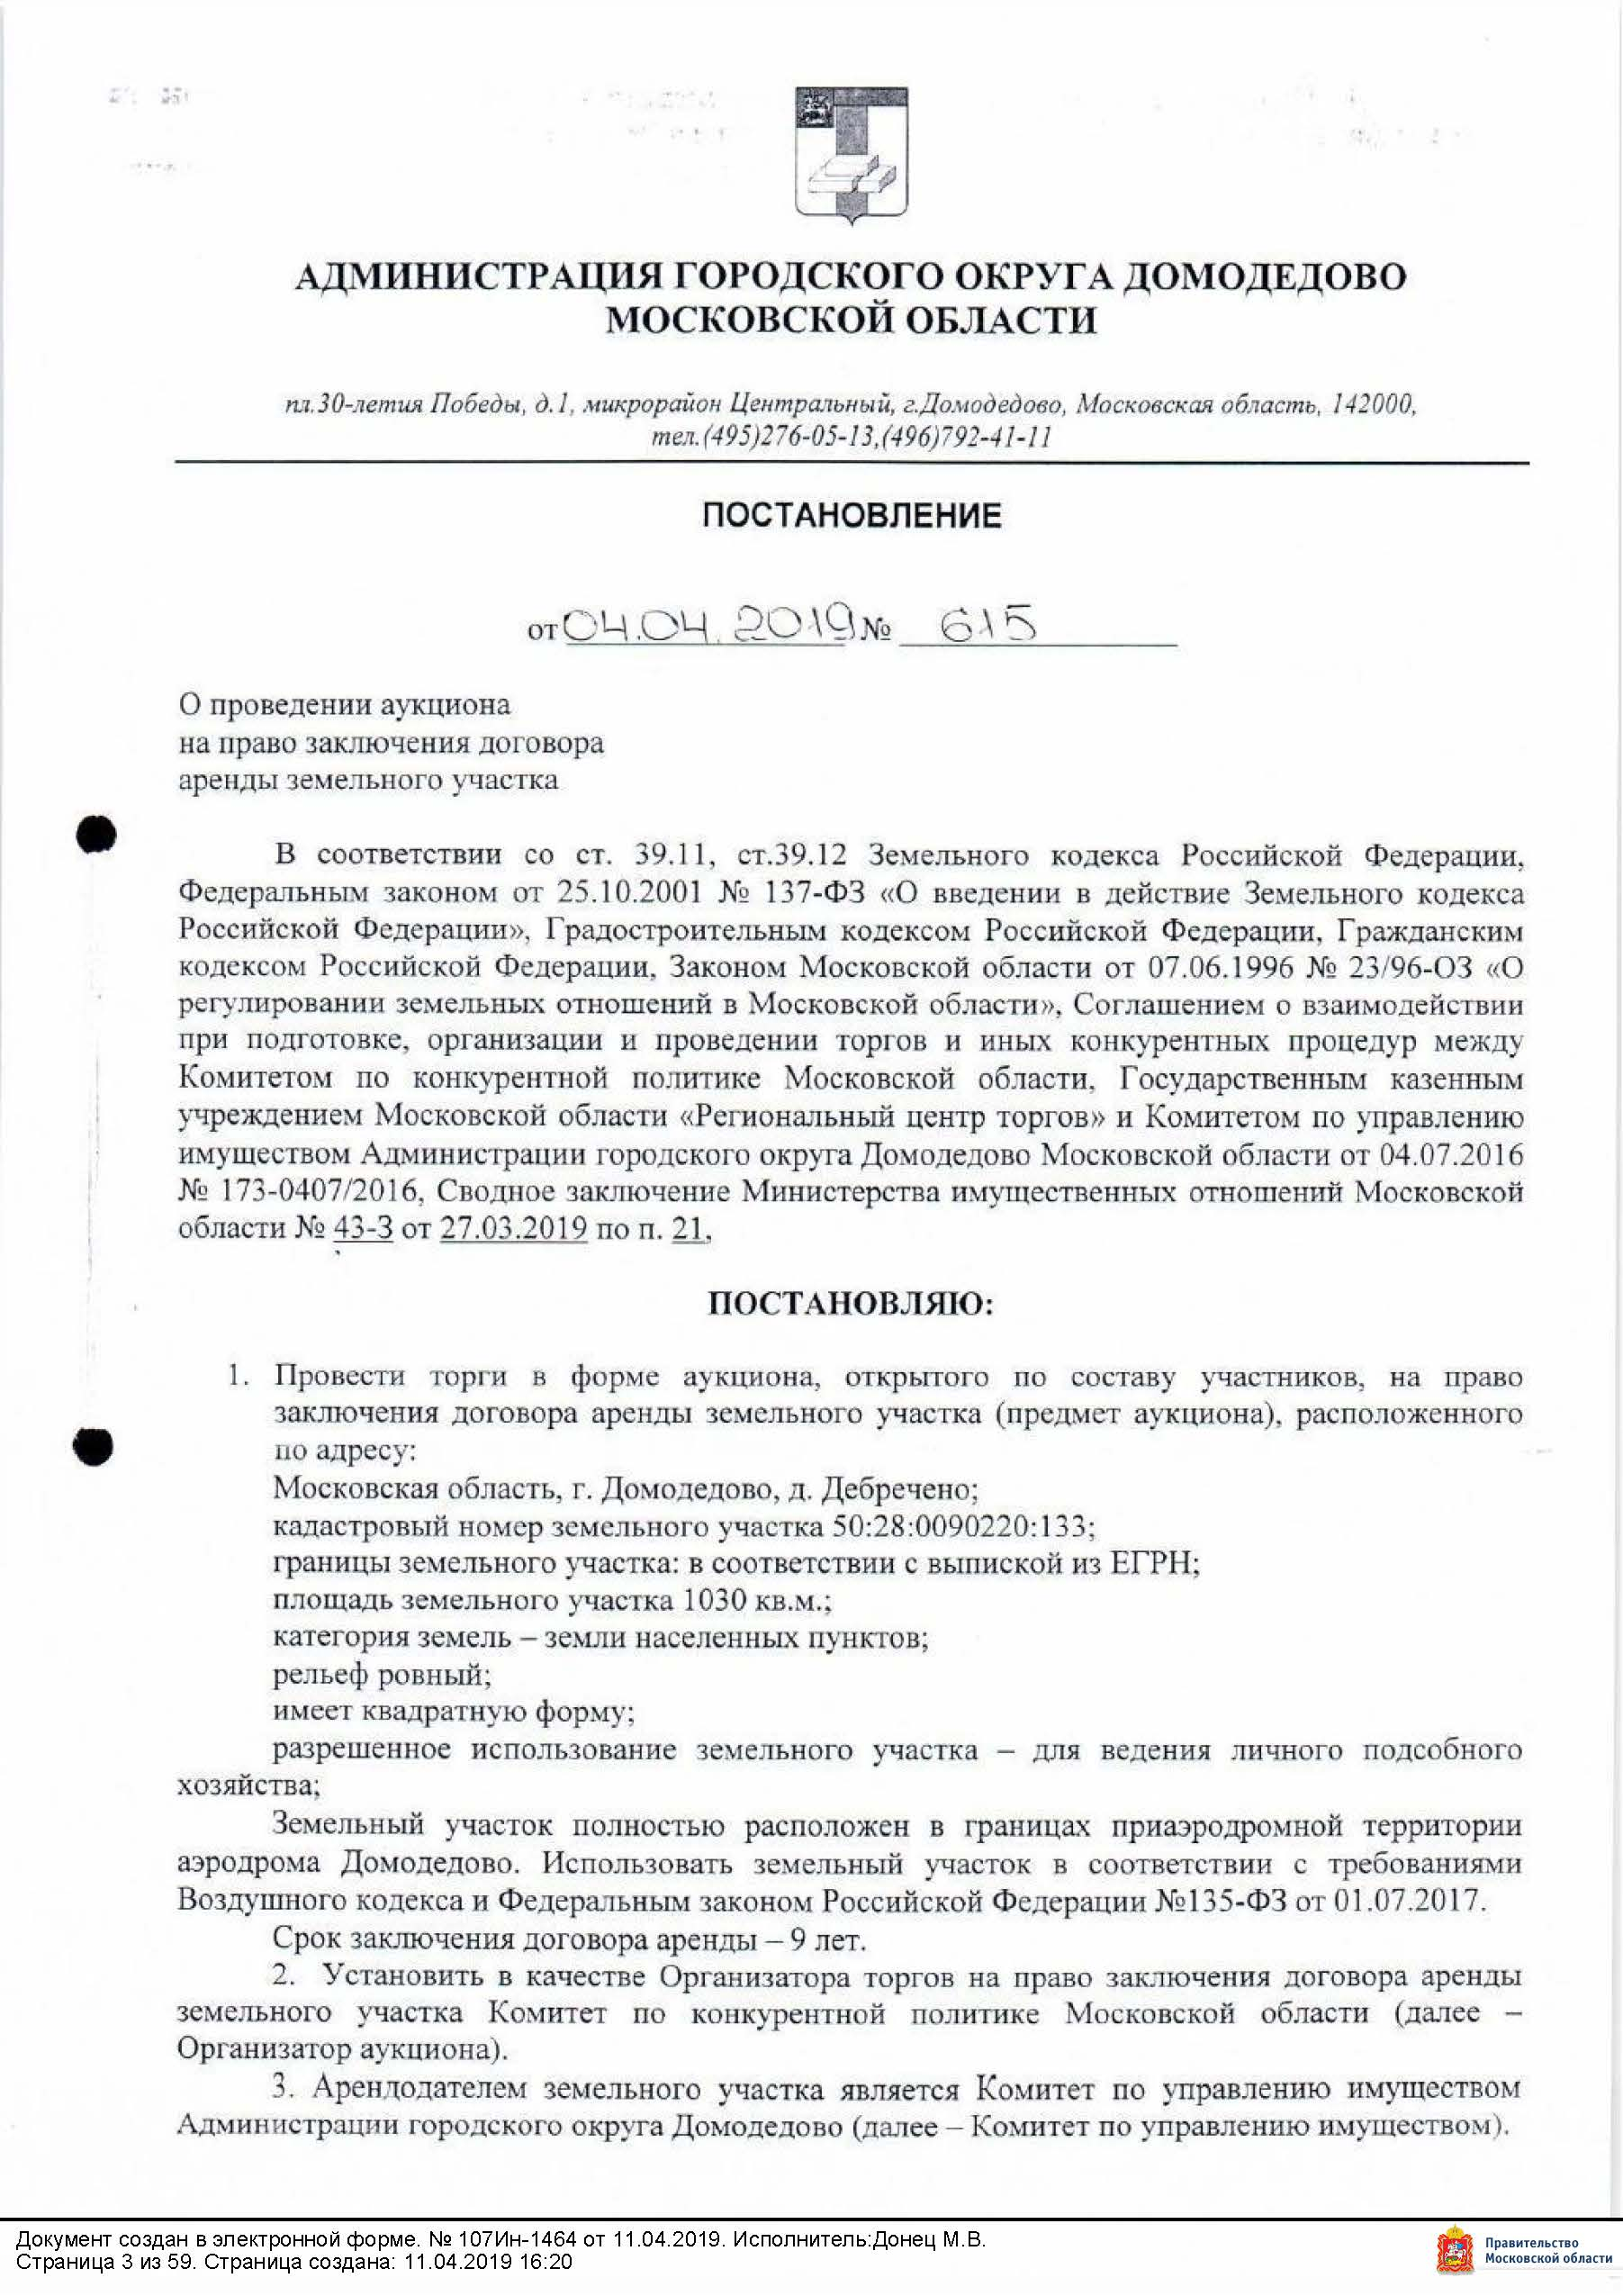 АДМИНИСТРАЦИЯ ГОРОДСКОГО ОКРУГА ДОМОДЕДОВО
МОСКОВСКОЙ ОБЛАСТИ
пл.30-летия Победы, д.1, микрорайон Центральный, г.Домодедово, Московская область, 142000,
тел.(495)276-05-13,(496)792-41-11
ПОСТАНОВЛЕНИЕ
от 04.04.2019 № 615
О проведении аукциона
на право заключения договора
аренды земельного участка
В соответствии со ст. 39.11, ст.39.12 Земельного кодекса Российской Федерации,
Федеральным законом от 25.10.2001 № 137-ФЗ «О введении в действие Земельного кодекса
Российской Федерации», Градостроительным кодексом Российской Федерации, Гражданским
кодексом Российской Федерации, Законом Московской области от 07.06.1996 № 23/96-ОЗ «О
регулировании земельных отношений в Московской области», Соглашением о взаимодействии
при подготовке, организации и проведении торгов и иных конкурентных процедур между
Комитетом по конкурентной политике Московской области, Государственным казенным
учреждением Московской области «Региональный центр торгов» и Комитетом по управлению
имуществом Администрации городского округа Домодедово Московской области от 04.07.2016
№ 173-0407/2016, Сводное заключение Министерства имущественных отношений Московской
области № 43-З от 27.03.2019 по п. 21,
ПОСТАНОВЛЯЮ:
1. Провести торги в форме аукциона, открытого по составу участников, на право
заключения договора аренды земельного участка (предмет аукциона), расположенного
по адресу:
Московская область, г. Домодедово, д. Дебречено;
кадастровый номер земельного участка 50:28:0090220:133;
границы земельного участка: в соответствии с выпиской из ЕГРН;
площадь земельного участка 1030 кв.м.;
категория земель – земли населенных пунктов;
рельеф ровный;
имеет квадратную форму;
разрешенное использование земельного участка – для ведения личного подсобного
хозяйства;
Земельный участок полностью расположен в границах приаэродромной территории
аэродрома Домодедово. Использовать земельный участок в соответствии с требованиями
Воздушного кодекса и Федеральным законом Российской Федерации №135-ФЗ от 01.07.2017.
Срок заключения договора аренды – 9 лет.
2. Установить в качестве Организатора торгов на право заключения договора аренды
земельного участка Комитет по конкурентной политике Московской области (далее –
Организатор аукциона).
3. Арендодателем земельного участка является Комитет по управлению имуществом
Администрации городского округа Домодедово (далее – Комитет по управлению имуществом).
Документ создан в электронной форме. № 107Ин-1464 от 11.04.2019. Исполнитель:Донец М.В.
Страница 3 из 59. Страница создана: 11.04.2019 16:20
Правительство
Московской области